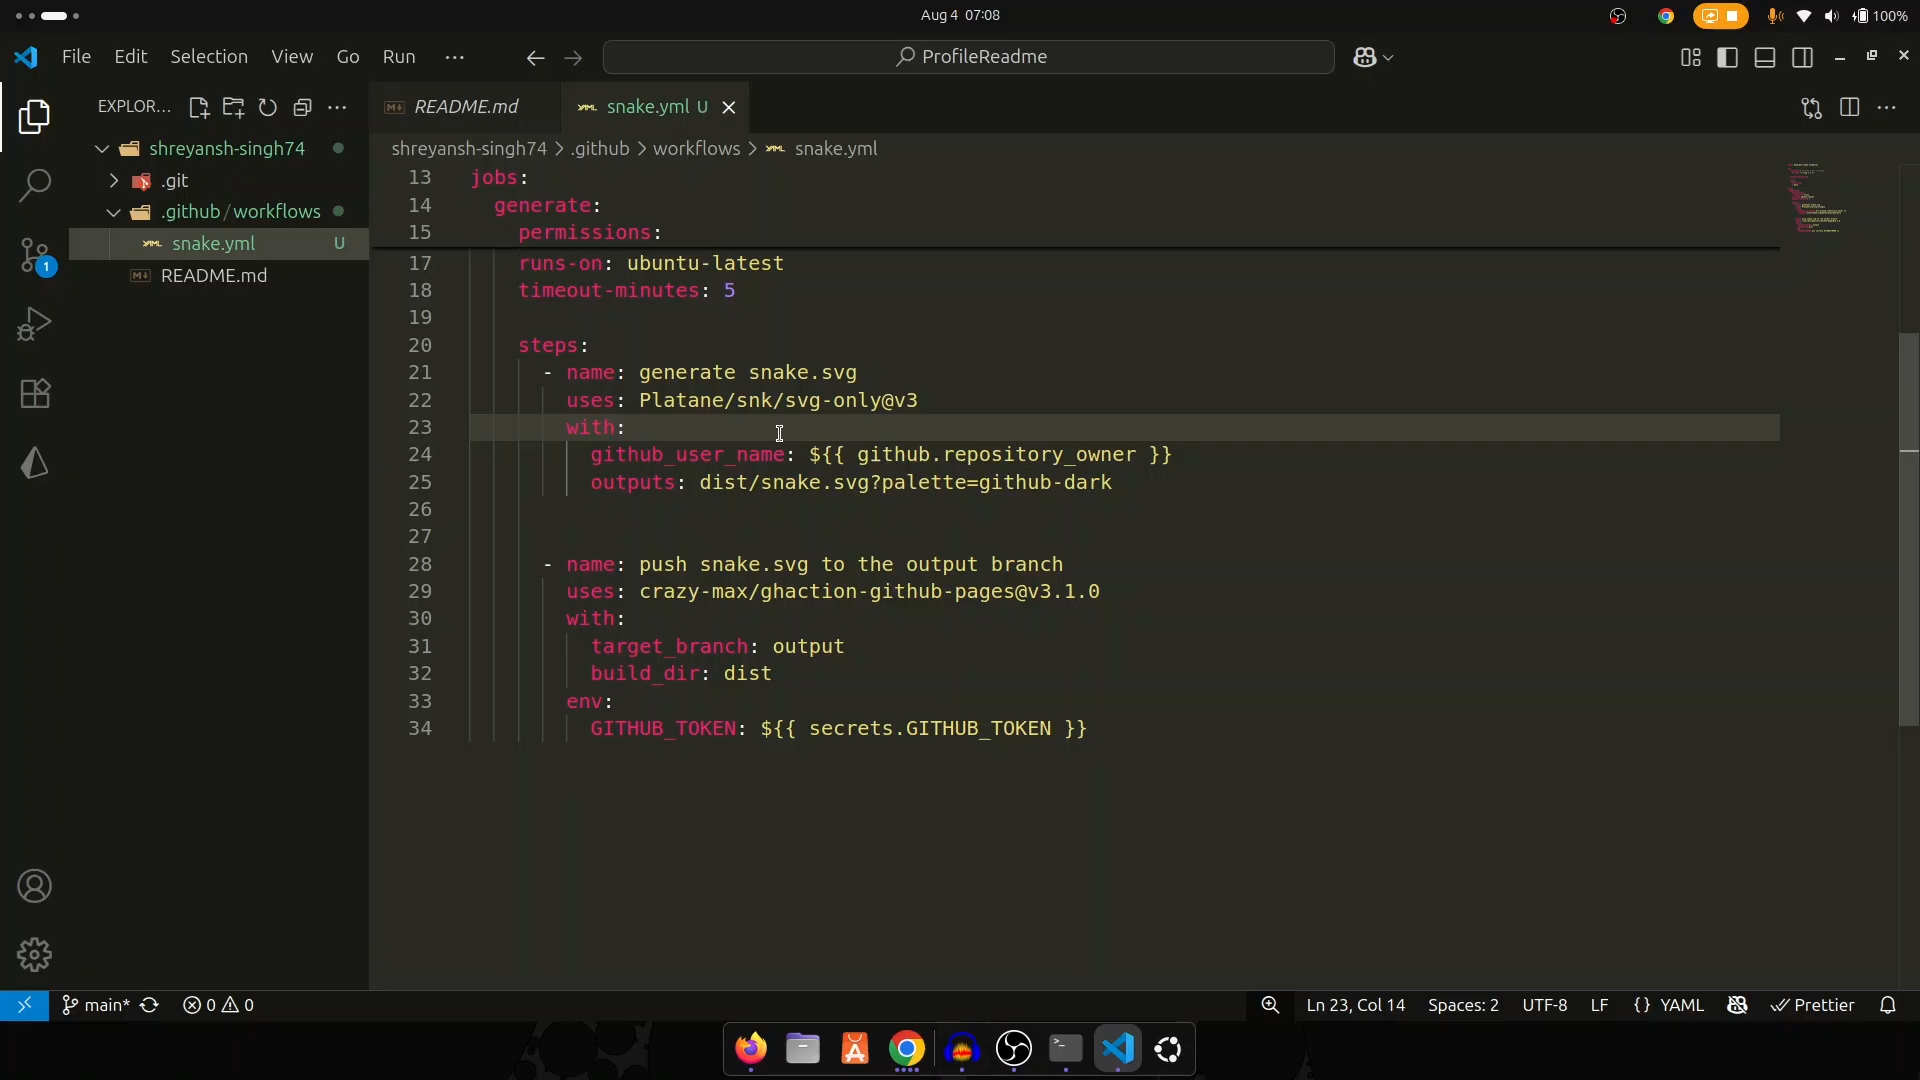 Aug 4 07:08
100%
File Edit Selection View Go Run ···
ProfileReadme
EXPLOR...
README.md
snake.yml U
shreyansh-singh74
.git
.github/workflows
snake.yml U
README.md
shreyansh-singh74 > .github > workflows > snake.yml
13 jobs:
14 generate:
15 permissions:
17 runs-on: ubuntu-latest
18 timeout-minutes: 5
19
20 steps:
21 - name: generate snake.svg
22 uses: Platane/snk/svg-only@v3
23 with:
24 github_user_name: ${{ github.repository_owner }}
25 outputs: dist/snake.svg?palette=github-dark
26
27
28 - name: push snake.svg to the output branch
29 uses: crazy-max/ghaction-github-pages@v3.1.0
30 with:
31 target_branch: output
32 build_dir: dist
33 env:
34 GITHUB_TOKEN: ${{ secrets.GITHUB_TOKEN }}
1
main* 0 0
Ln 23, Col 14 Spaces: 2 UTF-8 LF {} YAML Prettier